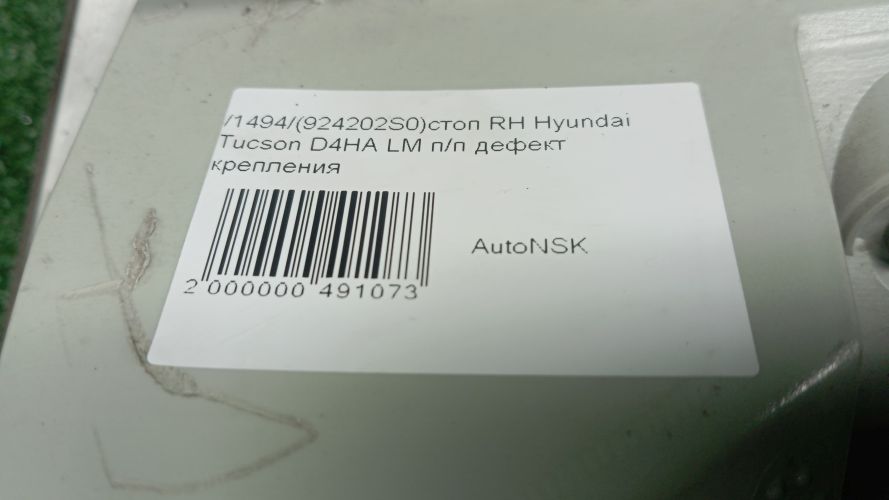 /1494/(924202S0)стоп RH Hyundai
Tucson D4HA LM п/п дефект
крепления
AutoNSK
2 000000 491073